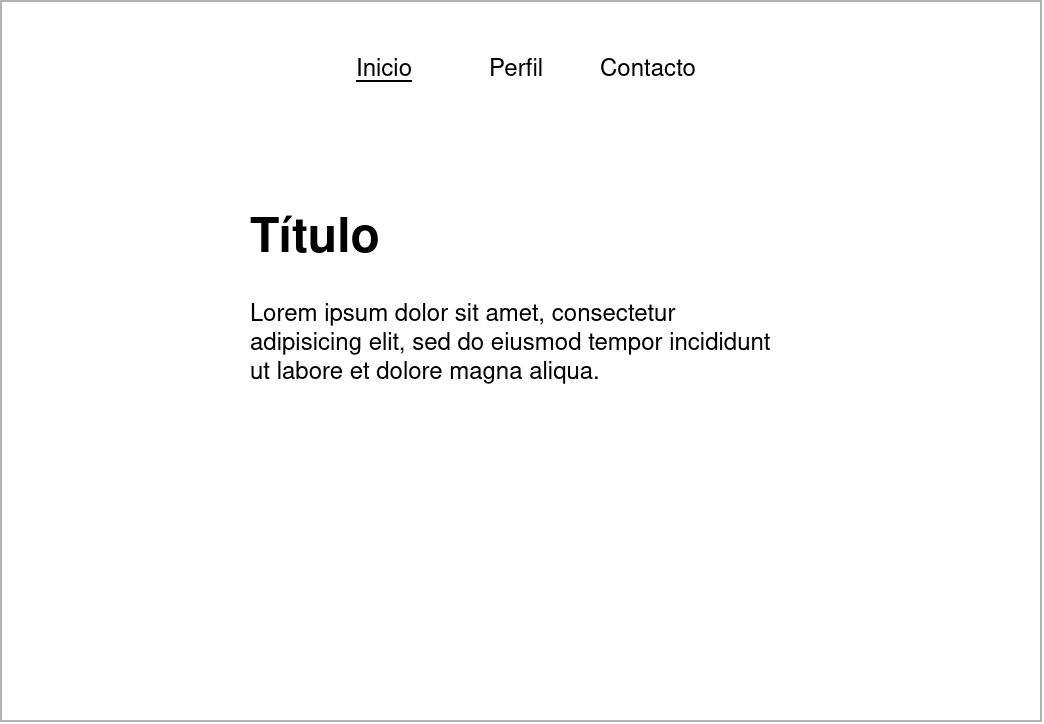 Inicio Perfil Contacto
Título
Lorem ipsum dolor sit amet, consectetur
adipisicing elit, sed do eiusmod tempor incididunt
ut labore et dolore magna aliqua.